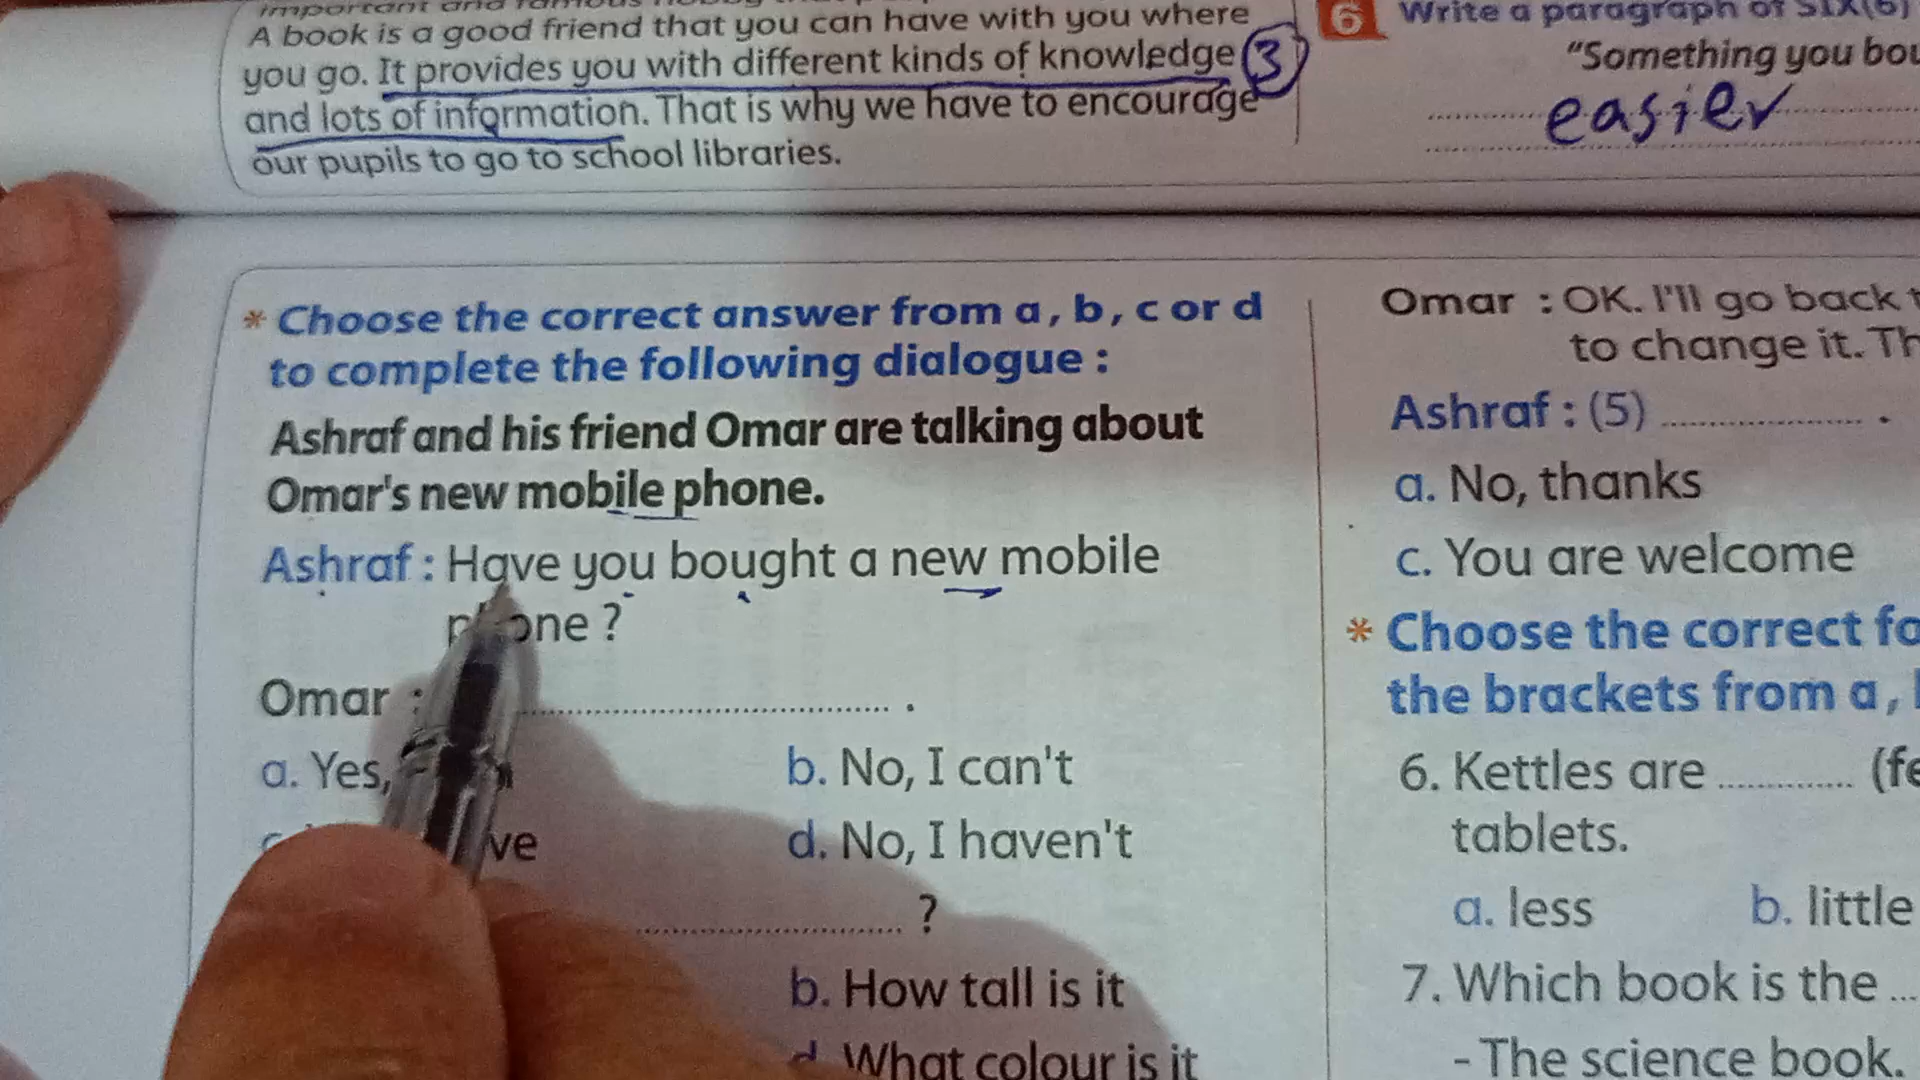 A book is a good friend that you can have with you where
you go. It provides you with different kinds of knowledge 3
and lots of information. That is why we have to encourage
our pupils to go to school libraries.
6 Write a paragraph of SIX(6)
"Something you bou
easier
* Choose the correct answer from a, b, c or d
to complete the following dialogue :
Ashraf and his friend Omar are talking about
Omar's new mobile phone.
Ashraf : Have you bought a new mobile
phone ?
Omar : .................... .
a. Yes,
b. No, I can't
d. No, I haven't
.................... ?
b. How tall is it
d. What colour is it
Omar : OK. I'll go back
to change it.
Ashraf : (5) .................... .
a. No, thanks
c. You are welcome
* Choose the correct
the brackets from a,
6. Kettles are ..............
tablets.
a. less b. little
7. Which book is the ...
- The science book.